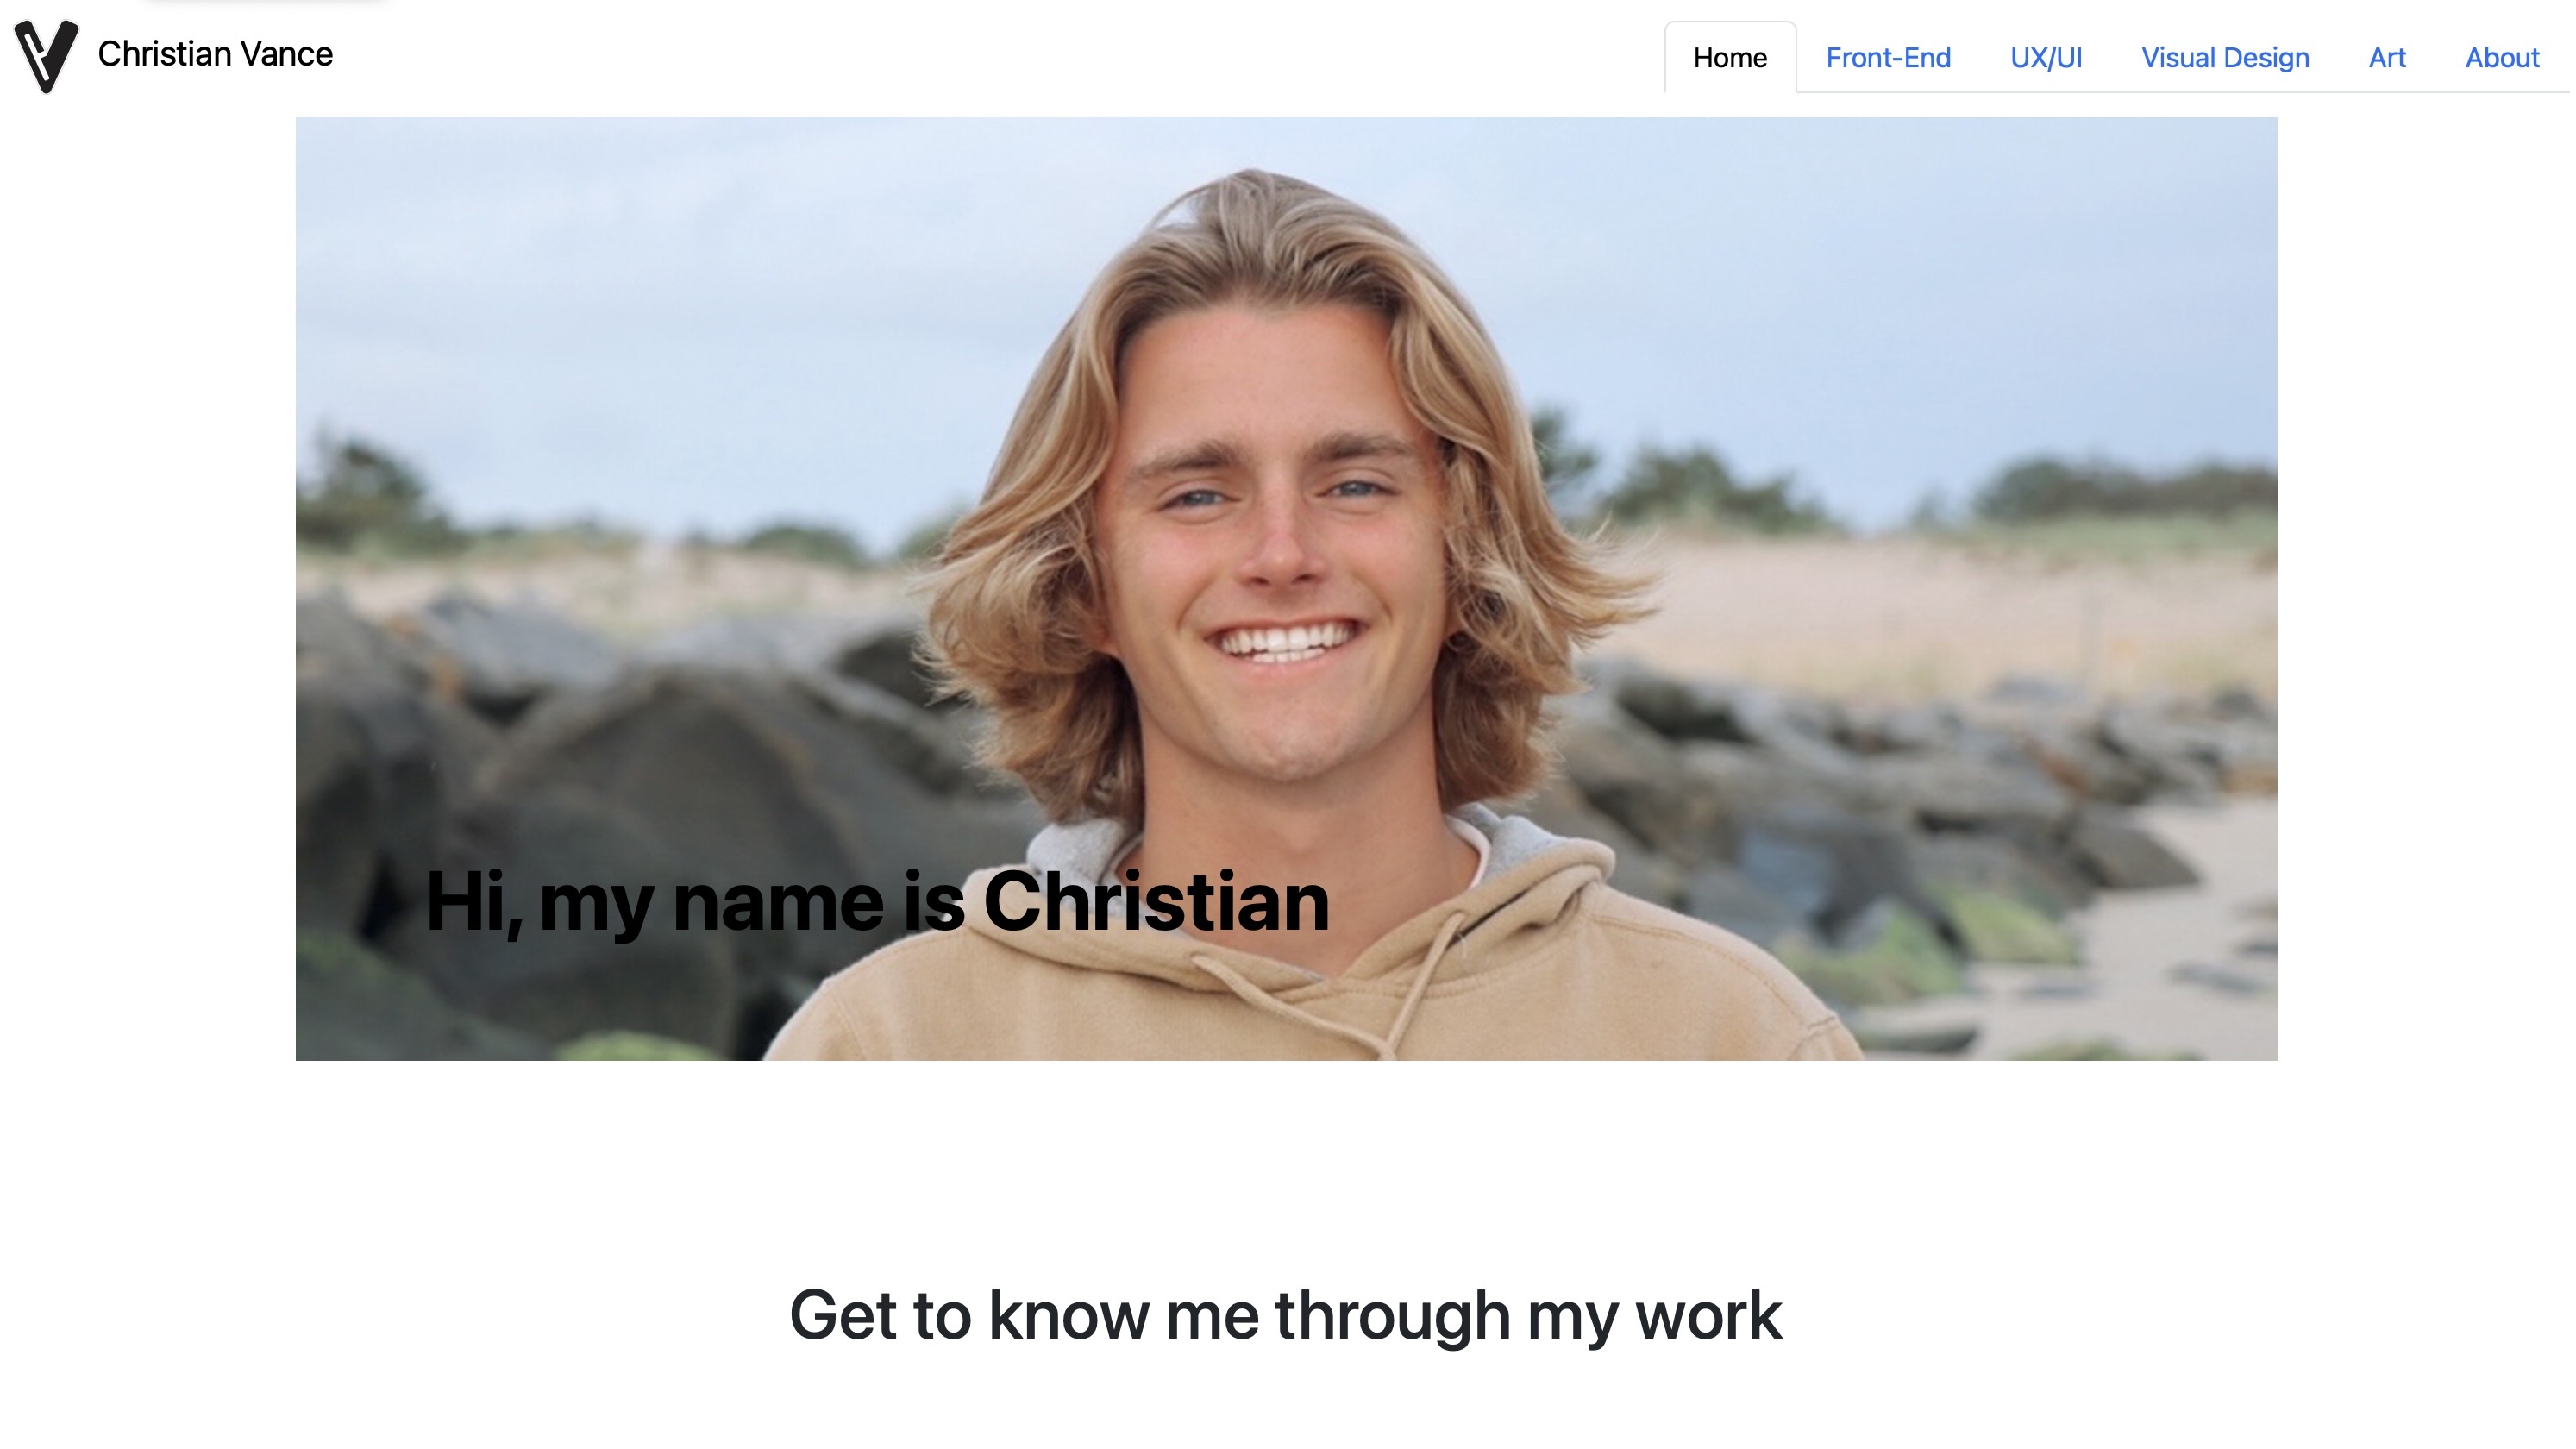 Christian Vance
Home Front-End UX/UI Visual Design Art About
Hi, my name is Christian
Get to know me through my work